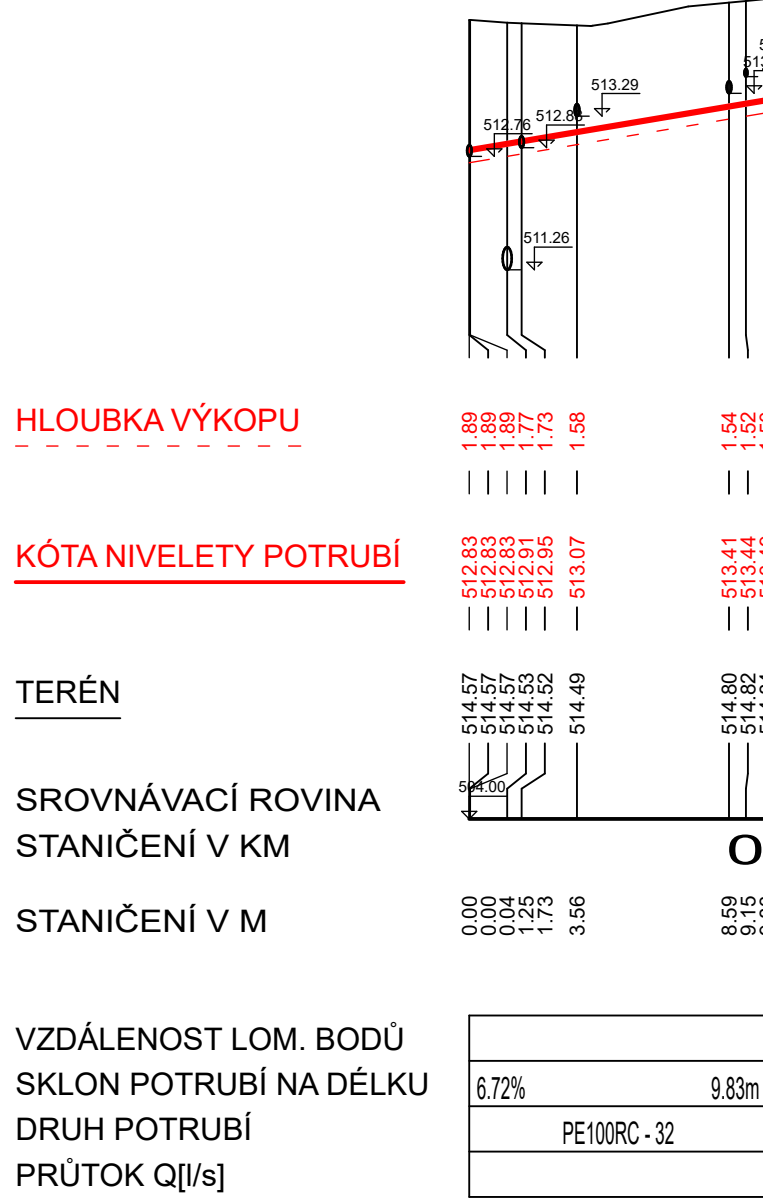 513.29
512.76
511.26
HLOUBKA VÝKOPU
1.89 1.89 1.89 1.77 1.73 1.58 1.54 1.52
KÓTA NIVELETY POTRUBÍ
512.83 512.83 512.83 512.91 512.95 513.07 513.41 513.44
TERÉN
514.57 514.57 514.57 514.53 514.52 514.49 514.80 514.82
504.00
SROVNÁVACÍ ROVINA
STANIČENÍ V KM
STANIČENÍ V M
0.00 0.00 0.04 1.25 1.73 3.56 8.59 9.15
VZDÁLENOST LOM. BODŮ
SKLON POTRUBÍ NA DÉLKU 6.72% 9.83m
DRUH POTRUBÍ PE100RC - 32
PRŮTOK Q[l/s]